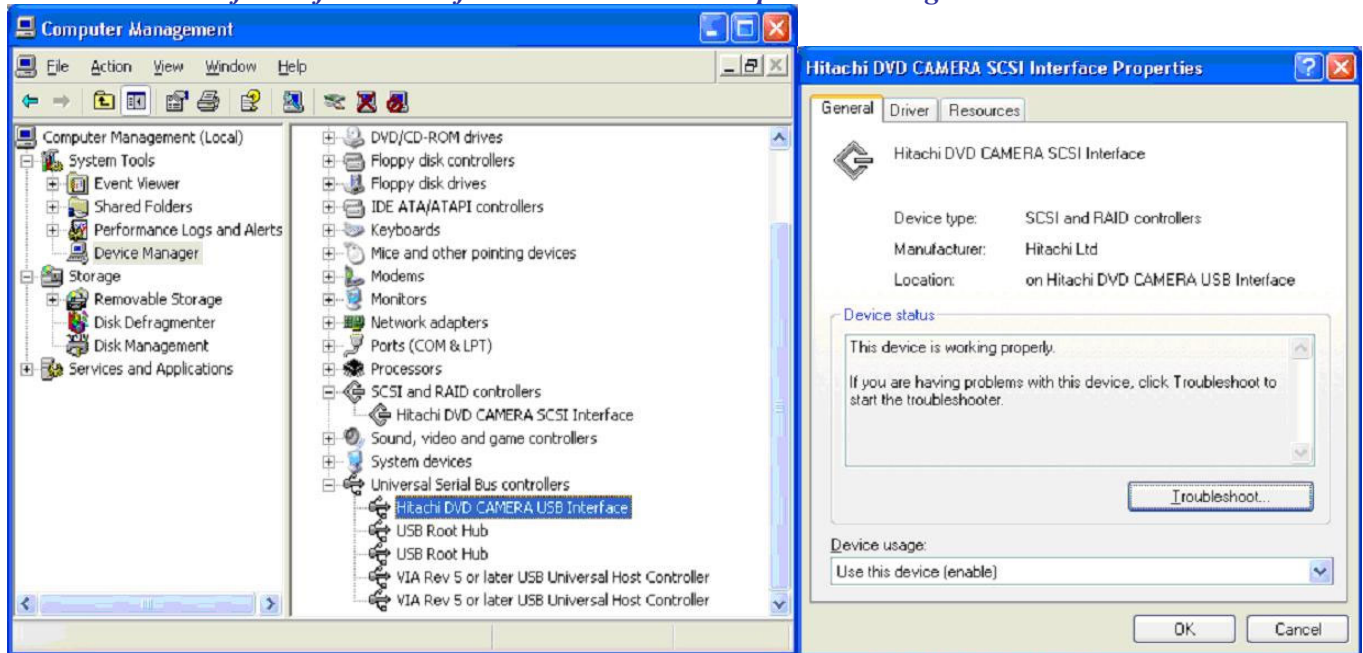 Computer Management
File Action View Window Help
Computer Management (Local)
System Tools
Event Viewer
Shared Folders
Performance Logs and Alerts
Device Manager
Storage
Removable Storage
Disk Defragmenter
Disk Management
Services and Applications
DVD/CD-ROM drives
Floppy disk controllers
Floppy disk drives
IDE ATA/ATAPI controllers
Keyboards
Mice and other pointing devices
Modems
Monitors
Network adapters
Ports (COM & LPT)
Processors
SCSI and RAID controllers
Hitachi DVD CAMERA SCSI Interface
Sound, video and game controllers
System devices
Universal Serial Bus controllers
Hitachi DVD CAMERA USB Interface
USB Root Hub
USB Root Hub
VIA Rev 5 or later USB Universal Host Controller
VIA Rev 5 or later USB Universal Host Controller
Hitachi DVD CAMERA SCSI Interface Properties
General Driver Resources
Hitachi DVD CAMERA SCSI Interface
Device type: SCSI and RAID controllers
Manufacturer: Hitachi Ltd
Location: on Hitachi DVD CAMERA USB Interface
Device status
This device is working properly.
If you are having problems with this device, click Troubleshoot to
start the troubleshooter.
Troubleshoot...
Device usage:
Use this device (enable)
OK Cancel